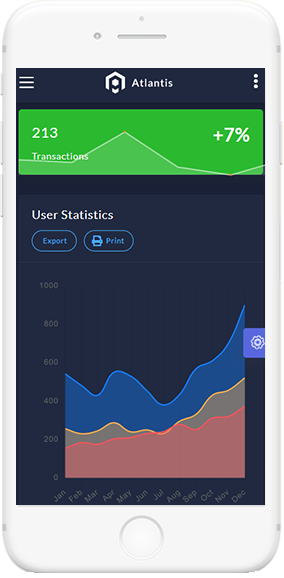 Atlantis
213
+7%
Transactions
User Statistics
Export
Print
1000
800
600
400
200
0
Jan Feb Mar Apr May Jun Jul Aug Sep Oct Nov Dec